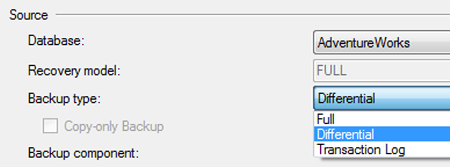 Source
Database: AdventureWorks
Recovery model: FULL
Backup type: Differential
Full
Differential
Copy-only Backup
Transaction Log
Backup component: